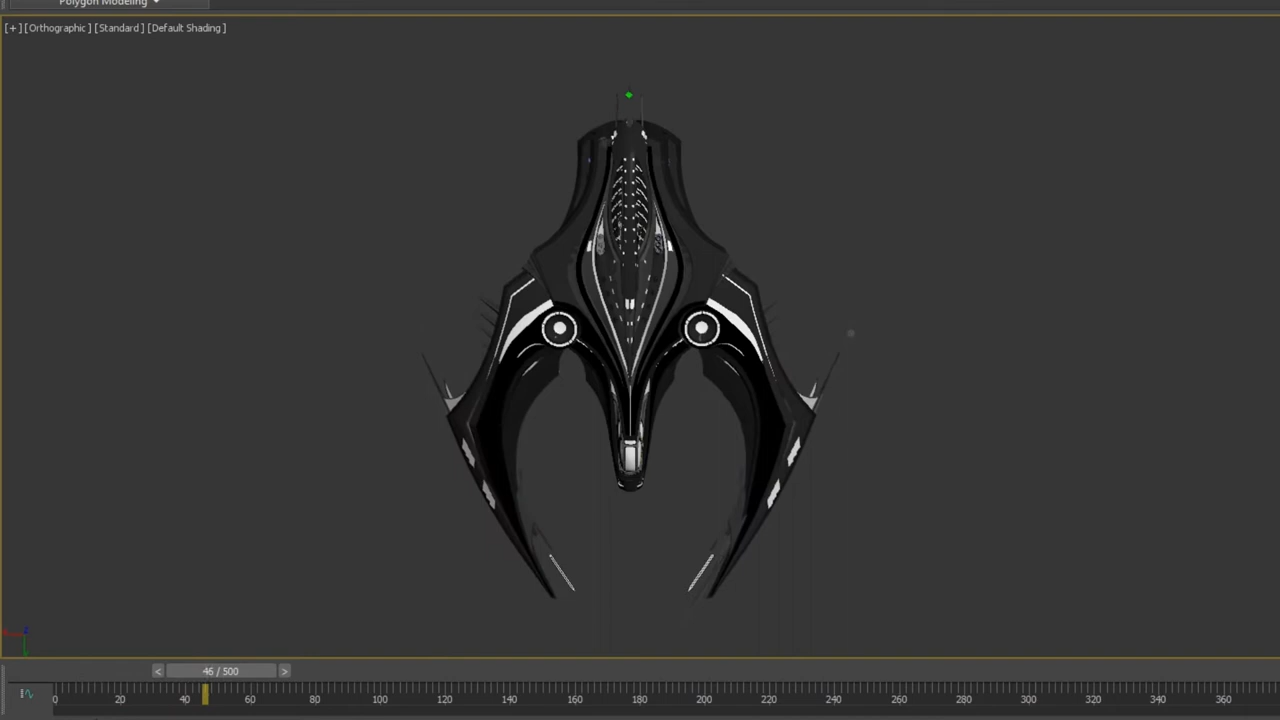 Polygon Modeling
[+] [Orthographic] [Standard] [Default Shading]
< 46 / 500 >
0 20 40 60 80 100 120 140 160 180 200 220 240 260 280 300 320 340 360